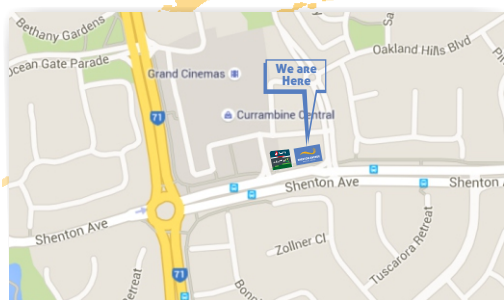 Bethany Gardens
Ocean Gate Parade
Oakland Hills Blvd
Grand Cinemas
We are
Here
71
Currambine Central
Shenton Ave
Shenton
Shenton Ave
Zollner Cl
Tuscarora Retreat
71